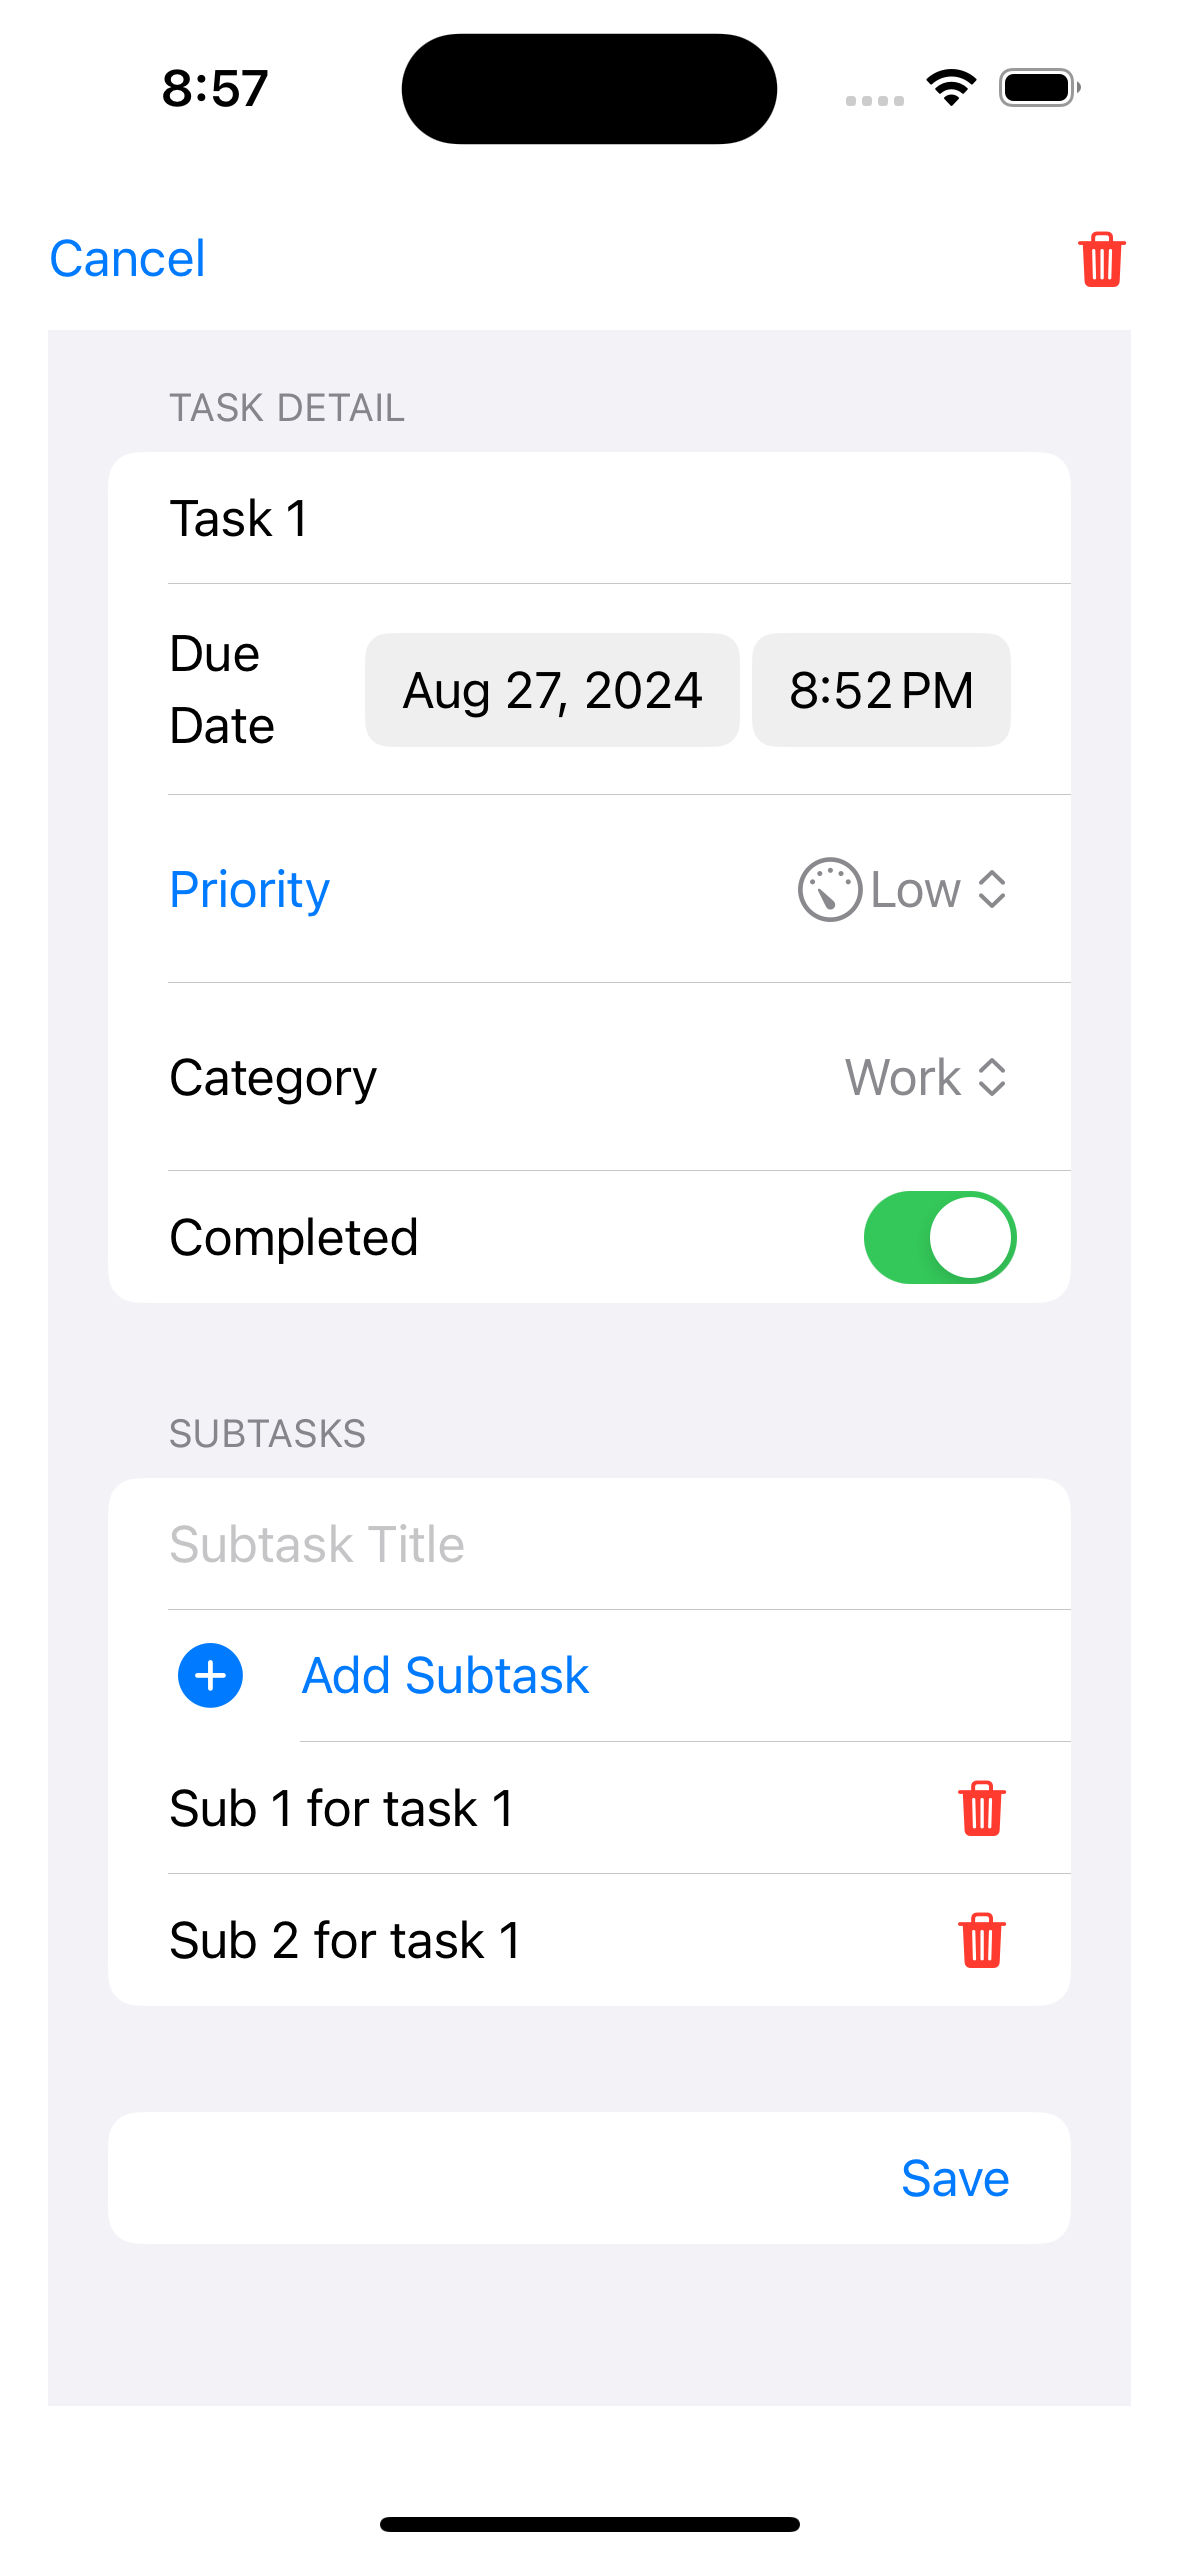 8:57
Cancel
TASK DETAIL
Task 1
Due
Date
Aug 27, 2024
8:52 PM
Priority
Low
Category
Work
Completed
SUBTASKS
Subtask Title
Add Subtask
Sub 1 for task 1
Sub 2 for task 1
Save